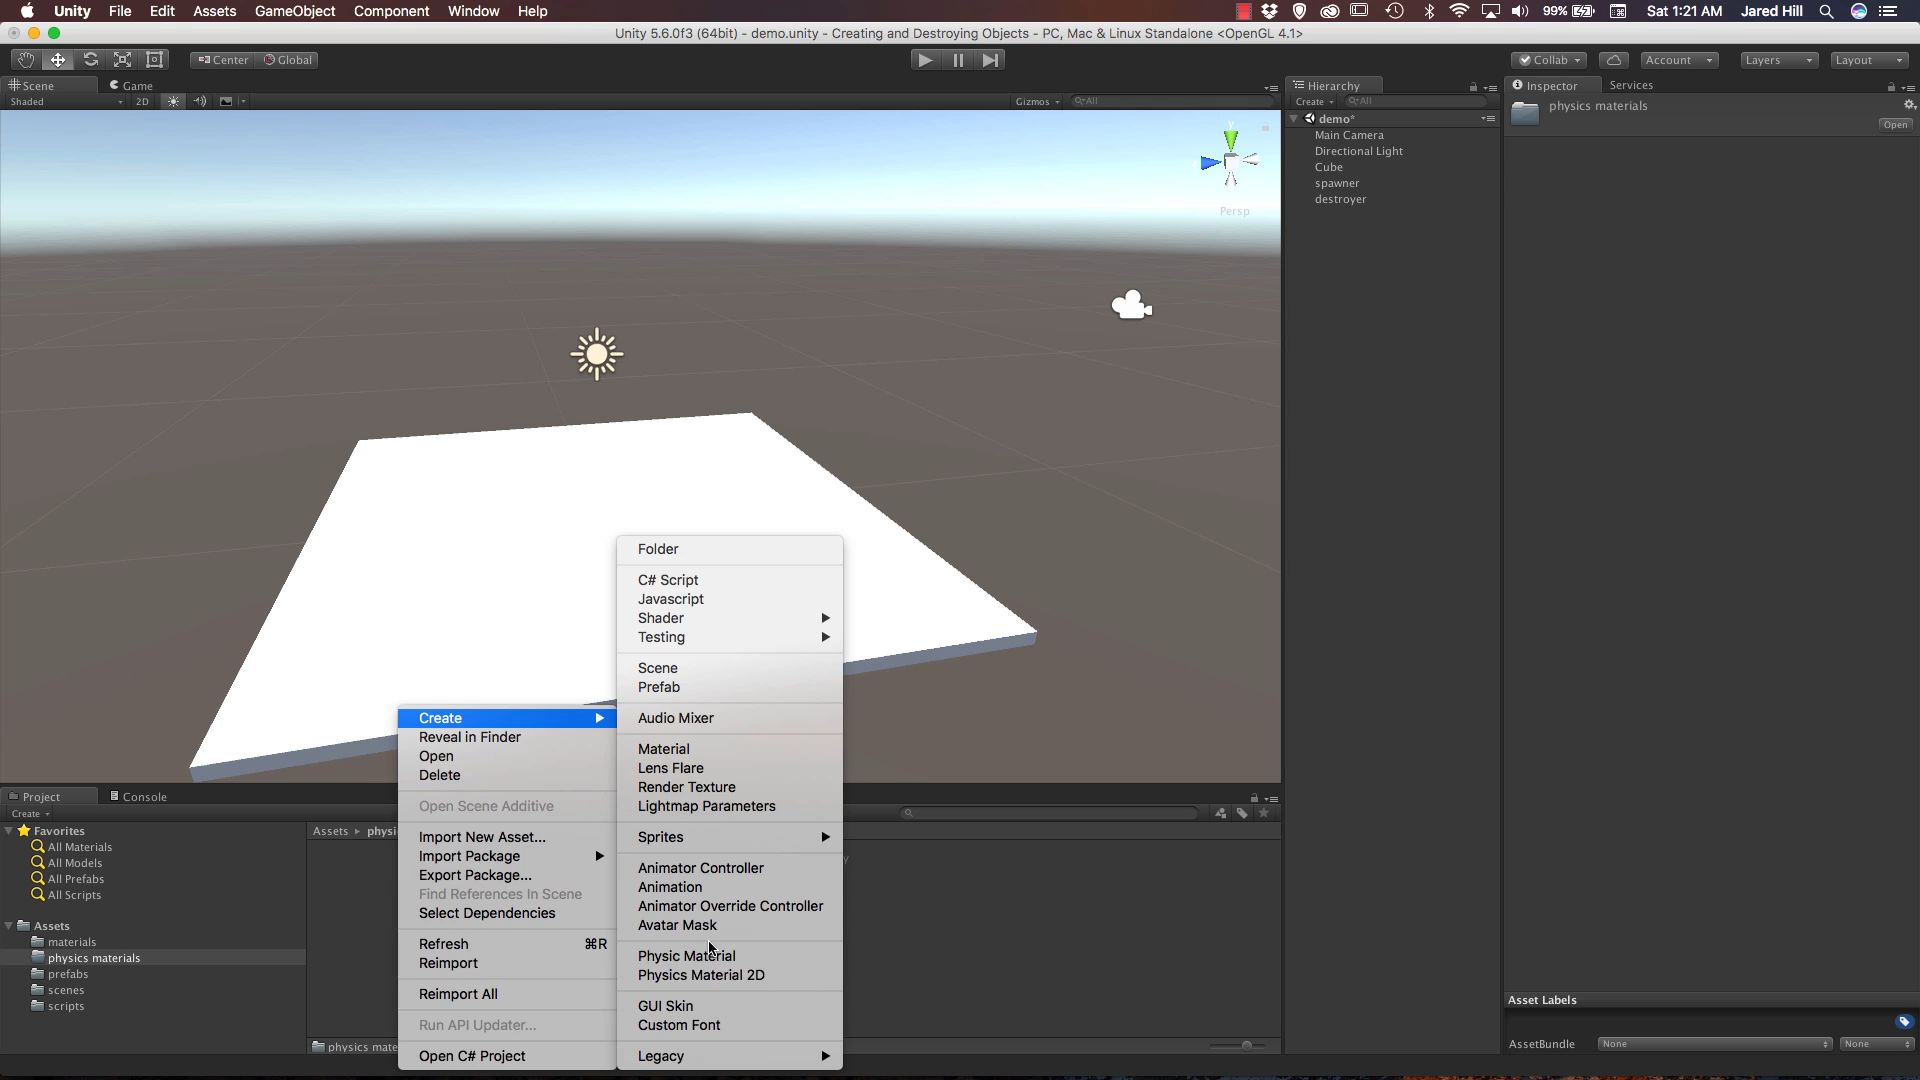 Unity File Edit Assets GameObject Component Window Help 99% Sat 1:21 AM Jared Hill
Unity 5.6.0f3 (64bit) - demo.unity - Creating and Destroying Objects - PC, Mac & Linux Standalone <OpenGL 4.1>
Center Global Collab Account Layers Layout
Scene Game
Shaded 2D Gizmos All
Persp
Hierarchy
Create All
demo*
Main Camera
Directional Light
Cube
spawner
destroyer
Inspector Services
physics materials
Open
Create
Reveal in Finder
Open
Delete
Open Scene Additive
Import New Asset...
Import Package
Export Package...
Find References In Scene
Select Dependencies
Refresh ⌘R
Reimport
Reimport All
Run API Updater...
Open C# Project
Folder
C# Script
Javascript
Shader
Testing
Scene
Prefab
Audio Mixer
Material
Lens Flare
Render Texture
Lightmap Parameters
Sprites
Animator Controller
Animation
Animator Override Controller
Avatar Mask
Physic Material
Physics Material 2D
GUI Skin
Custom Font
Legacy
Project Console
Create
Favorites
All Materials
All Models
All Prefabs
All Scripts
Assets
materials
physics materials
prefabs
scenes
scripts
Assets physi
physics mate
Asset Labels
AssetBundle None None